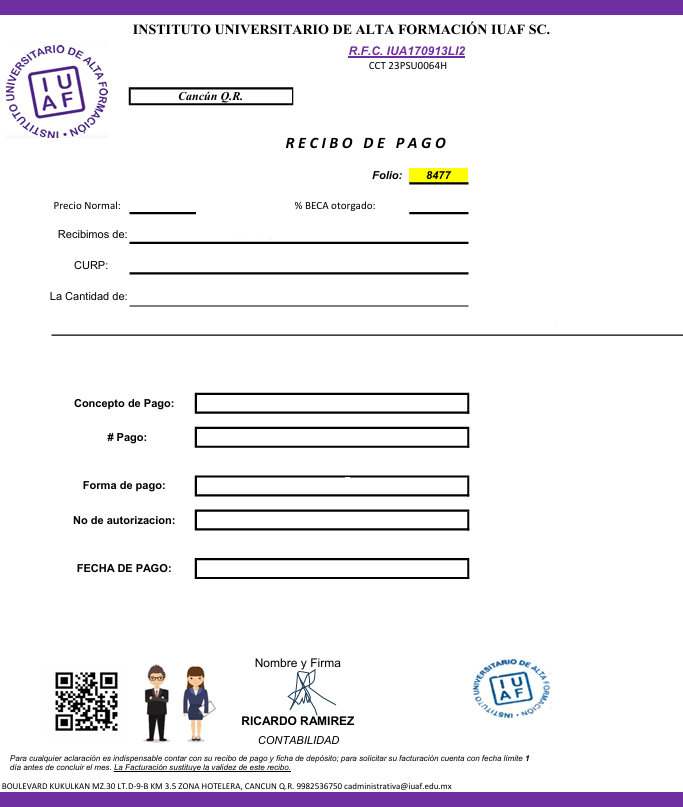 INSTITUTO UNIVERSITARIO DE ALTA FORMACIÓN IUAF SC.
R.F.C. IUA170913LI2
CCT 23PSU0064H
INSTITUTO UNIVERSITARIO DE ALTA FORMACIÓN
IU
AF
Cancún Q.R.
RECIBO DE PAGO
Folio: 8477
Precio Normal: % BECA otorgado:
Recibimos de:
CURP:
La Cantidad de:
Concepto de Pago:
# Pago:
Forma de pago:
No de autorizacion:
FECHA DE PAGO:
Nombre y Firma
INSTITUTO UNIVERSITARIO DE ALTA FORMACIÓN
IU
AF
RICARDO RAMIREZ
CONTABILIDAD
Para cualquier aclaración es indispensable contar con su recibo de pago y ficha de depósito; para solicitar su facturación cuenta con fecha límite 1
día antes de concluir el mes. La Facturación sustituye la validez de este recibo.
BOULEVARD KUKULKAN MZ.30 LT.D-9-B KM 3.5 ZONA HOTELERA, CANCUN Q.R. 9982536750 cadministrativa@iuaf.edu.mx